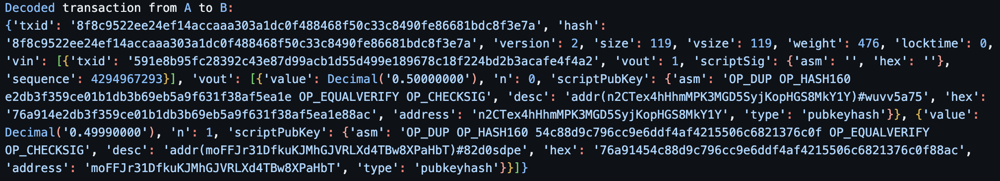 Decoded transaction from A to B:
{'txid': '8f8c9522ee24ef14accaaa303a1dc0f488468f50c33c8490fe86681bdc8f3e7a', 'hash':
'8f8c9522ee24ef14accaaa303a1dc0f488468f50c33c8490fe86681bdc8f3e7a', 'version': 2, 'size': 119, 'vsize': 119, 'weight': 476, 'locktime': 0,
'vin': [{'txid': '591e8b95fc28392c43e87d99acb1d55d499e189678c18f224bd2b3acafe4f4a2', 'vout': 1, 'scriptSig': {'asm': '', 'hex': ''},
'sequence': 4294967293}], 'vout': [{'value': Decimal('0.50000000'), 'n': 0, 'scriptPubKey': {'asm': 'OP_DUP OP_HASH160
e2db3f359ce01b1db3b69eb5a9f631f38af5ea1e OP_EQUALVERIFY OP_CHECKSIG', 'desc': 'addr(n2CTex4hHhmMPK3MGD5SyjKopHGS8MkY1Y)#wuvv5a75', 'hex':
'76a914e2db3f359ce01b1db3b69eb5a9f631f38af5ea1e88ac', 'address': 'n2CTex4hHhmMPK3MGD5SyjKopHGS8MkY1Y', 'type': 'pubkeyhash'}}, {'value':
Decimal('0.49990000'), 'n': 1, 'scriptPubKey': {'asm': 'OP_DUP OP_HASH160 54c88d9c796cc9e6ddf4af4215506c6821376c0f OP_EQUALVERIFY
OP_CHECKSIG', 'desc': 'addr(moFFJr31DfkuKJMhGJVRLXd4TBw8XPaHbT)#82d0sdpe', 'hex': '76a91454c88d9c796cc9e6ddf4af4215506c6821376c0f88ac',
'address': 'moFFJr31DfkuKJMhGJVRLXd4TBw8XPaHbT', 'type': 'pubkeyhash'}}]}